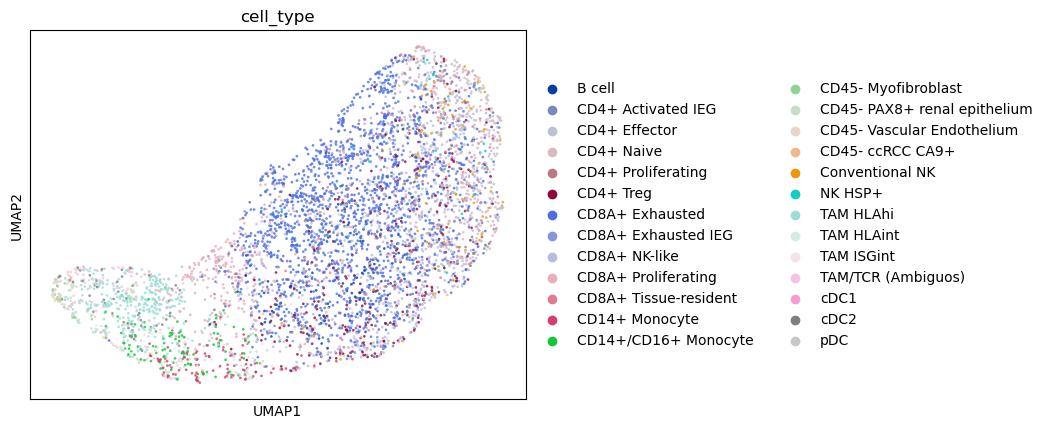 cell_type
UMAP2
UMAP1
B cell
CD4+ Activated IEG
CD4+ Effector
CD4+ Naive
CD4+ Proliferating
CD4+ Treg
CD8A+ Exhausted
CD8A+ Exhausted IEG
CD8A+ NK-like
CD8A+ Proliferating
CD8A+ Tissue-resident
CD14+ Monocyte
CD14+/CD16+ Monocyte
CD45- Myofibroblast
CD45- PAX8+ renal epithelium
CD45- Vascular Endothelium
CD45- ccRCC CA9+
Conventional NK
NK HSP+
TAM HLAhi
TAM HLAint
TAM ISGint
TAM/TCR (Ambiguos)
cDC1
cDC2
pDC